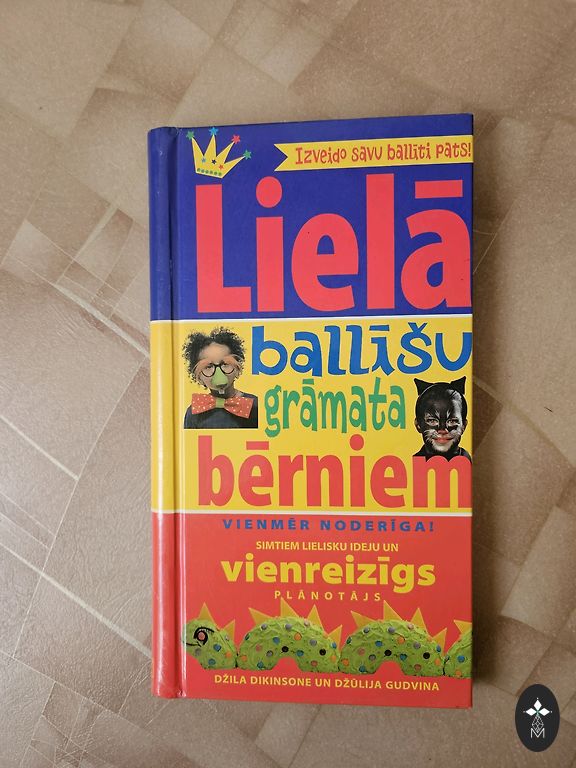 Izveido savu ballīti pats!
Lielā
ballīšu
grāmata
bērniem
VIENMĒR NODERĪGA!
SIMTIEM LIELISKU IDEJU UN
vienreizīgs
PLĀNOTĀJS
DŽILA DIKINSONE UN DŽŪLIJA GUDVINA
M